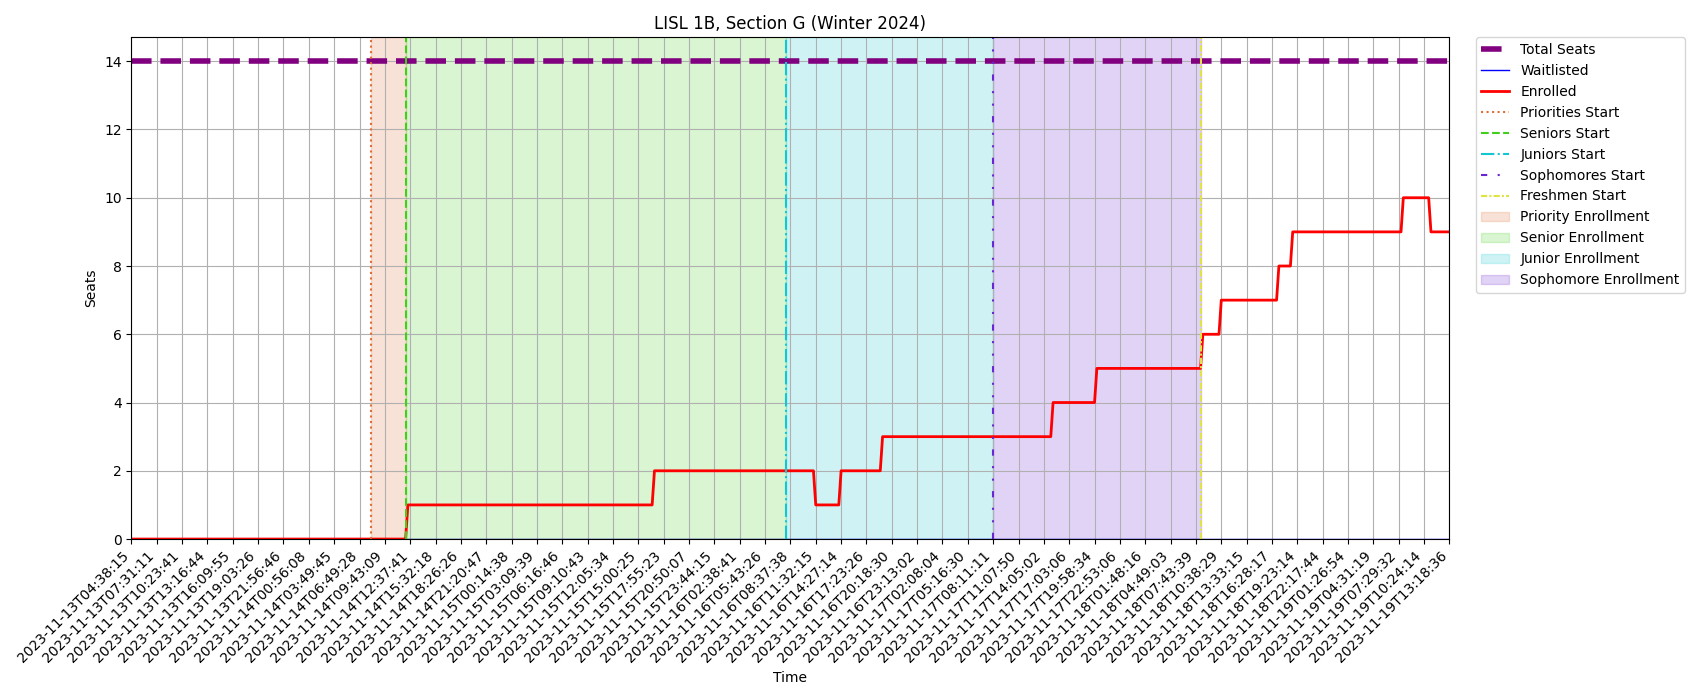 LISL 1B, Section G (Winter 2024)
Seats
14
12
10
8
6
4
2
0
2023-11-13T04:38:15
2023-11-13T07:31:11
2023-11-13T10:23:41
2023-11-13T13:16:44
2023-11-13T16:09:55
2023-11-13T19:03:26
2023-11-13T21:56:46
2023-11-14T00:56:08
2023-11-14T03:49:45
2023-11-14T06:49:28
2023-11-14T09:43:09
2023-11-14T12:37:41
2023-11-14T15:32:18
2023-11-14T18:26:26
2023-11-14T21:20:47
2023-11-15T00:14:38
2023-11-15T03:09:39
2023-11-15T06:16:46
2023-11-15T09:10:43
2023-11-15T12:05:34
2023-11-15T15:00:25
2023-11-15T17:55:23
2023-11-15T20:50:07
2023-11-15T23:44:15
2023-11-16T02:38:41
2023-11-16T05:43:26
2023-11-16T08:37:38
2023-11-16T11:32:15
2023-11-16T14:27:14
2023-11-16T17:23:26
2023-11-16T20:18:30
2023-11-16T23:13:02
2023-11-17T02:08:04
2023-11-17T05:16:30
2023-11-17T08:11:11
2023-11-17T11:07:50
2023-11-17T14:05:02
2023-11-17T17:03:06
2023-11-17T19:58:34
2023-11-17T22:53:06
2023-11-18T01:48:16
2023-11-18T04:49:03
2023-11-18T07:43:39
2023-11-18T10:38:29
2023-11-18T13:33:15
2023-11-18T16:28:17
2023-11-18T19:23:14
2023-11-18T22:17:44
2023-11-19T01:26:54
2023-11-19T04:31:19
2023-11-19T07:29:32
2023-11-19T10:24:14
2023-11-19T13:18:36
Time
Total Seats
Waitlisted
Enrolled
Priorities Start
Seniors Start
Juniors Start
Sophomores Start
Freshmen Start
Priority Enrollment
Senior Enrollment
Junior Enrollment
Sophomore Enrollment